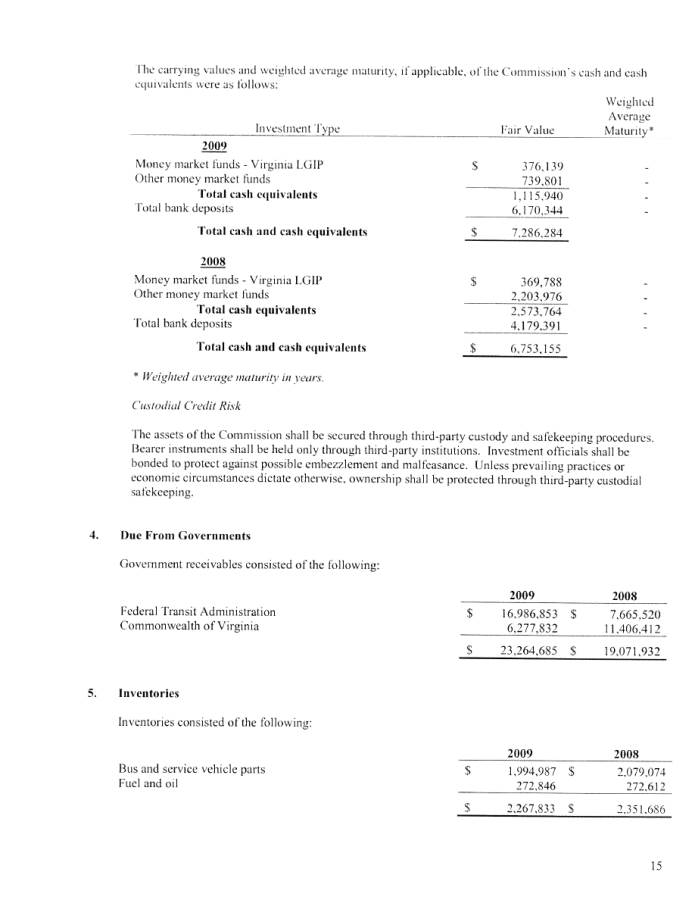 The carrying values and weighted average maturity, if applicable, of the Commission's cash and cash
equivalents were as follows:
Weighted
Average
Investment Type Fair Value Maturity*
2009
Money market funds - Virginia LGIP $ 376,139 -
Other money market funds 739,801 -
Total cash equivalents 1,115,940 -
Total bank deposits 6,170,344 -
Total cash and cash equivalents $ 7,286,284
2008
Money market funds - Virginia LGIP $ 369,788 -
Other money market funds 2,203,976 -
Total cash equivalents 2,573,764 -
Total bank deposits 4,179,391 -
Total cash and cash equivalents $ 6,753,155
* Weighted average maturity in years.
Custodial Credit Risk
The assets of the Commission shall be secured through third-party custody and safekeeping procedures.
Bearer instruments shall be held only through third-party institutions. Investment officials shall be
bonded to protect against possible embezzlement and malfeasance. Unless prevailing practices or
economic circumstances dictate otherwise, ownership shall be protected through third-party custodial
safekeeping.
4. Due From Governments
Government receivables consisted of the following:
2009 2008
Federal Transit Administration $ 16,986,853 $ 7,665,520
Commonwealth of Virginia 6,277,832 11,406,412
$ 23,264,685 $ 19,071,932
5. Inventories
Inventories consisted of the following:
2009 2008
Bus and service vehicle parts $ 1,994,987 $ 2,079,074
Fuel and oil 272,846 272,612
$ 2,267,833 $ 2,351,686
15